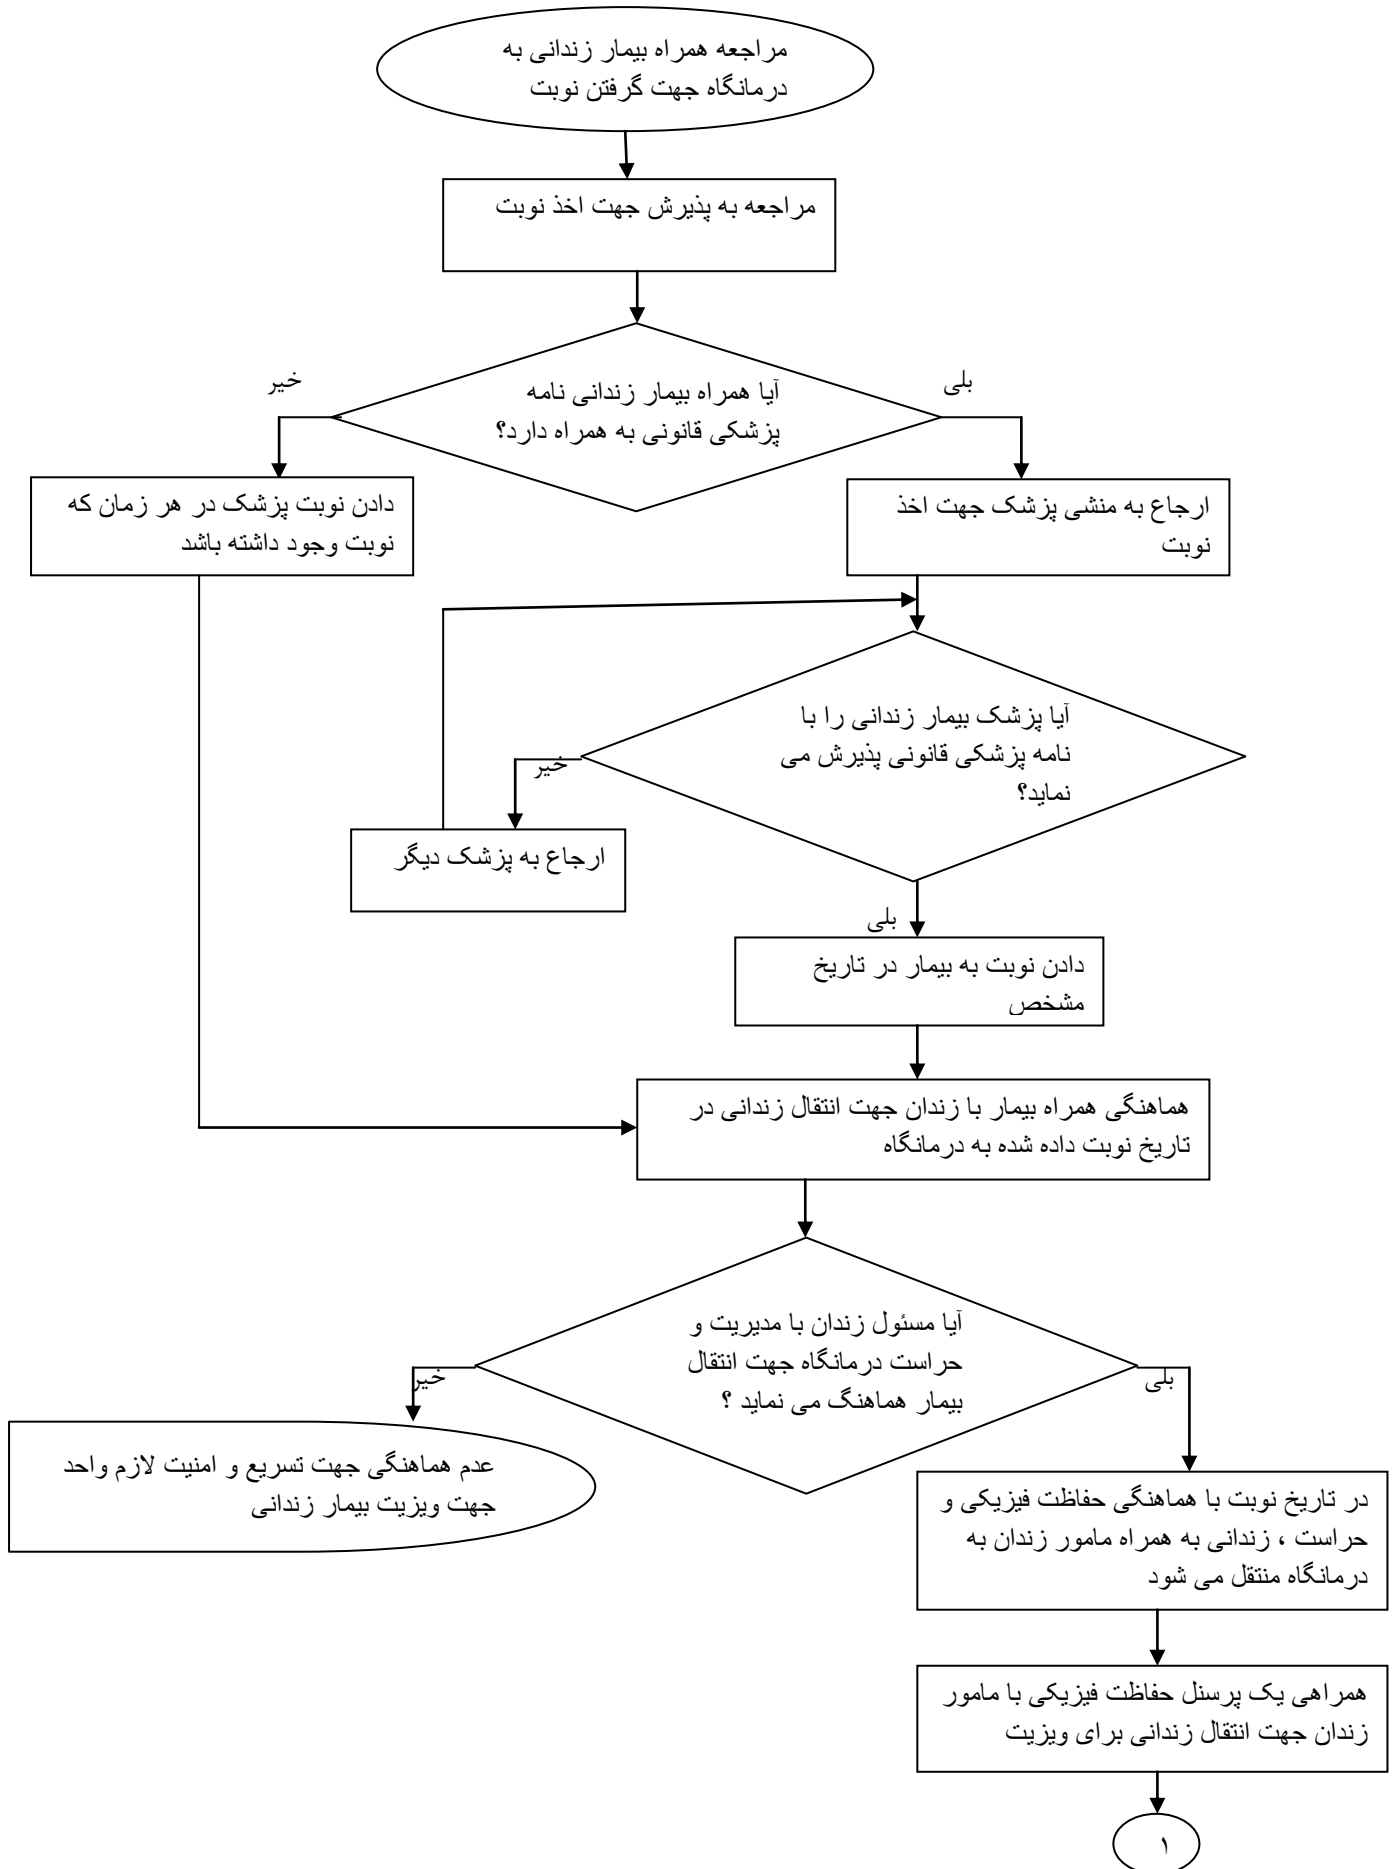 مراجعه همراه بیمار زندانی به
درمانگاه جهت گرفتن نوبت
مراجعه به پذیرش جهت اخذ نوبت
بلی
خیر
آیا همراه بیمار زندانی نامه
پزشکی قانونی به همراه دارد؟
ارجاع به منشی پزشک جهت اخذ
نوبت
دادن نوبت پزشک در هر زمان که
نوبت وجود داشته باشد
آیا پزشک بیمار زندانی را با
نامه پزشکی قانونی پذیرش می
نماید؟
خیر
ارجاع به پزشک دیگر
بلی
دادن نوبت به بیمار در تاریخ
مشخص
هماهنگی همراه بیمار با زندان جهت انتقال زندانی در
تاریخ نوبت داده شده به درمانگاه
آیا مسئول زندان با مدیریت و
حراست درمانگاه جهت انتقال
بیمار هماهنگ می نماید ؟
بلی
خیر
عدم هماهنگی جهت تسریع و امنیت لازم واحد
جهت ویزیت بیمار زندانی
در تاریخ نوبت با هماهنگی حفاظت فیزیکی و
حراست ، زندانی به همراه مامور زندان به
درمانگاه منتقل می شود
همراهی یک پرسنل حفاظت فیزیکی با مامور
زندان جهت انتقال زندانی برای ویزیت
۱